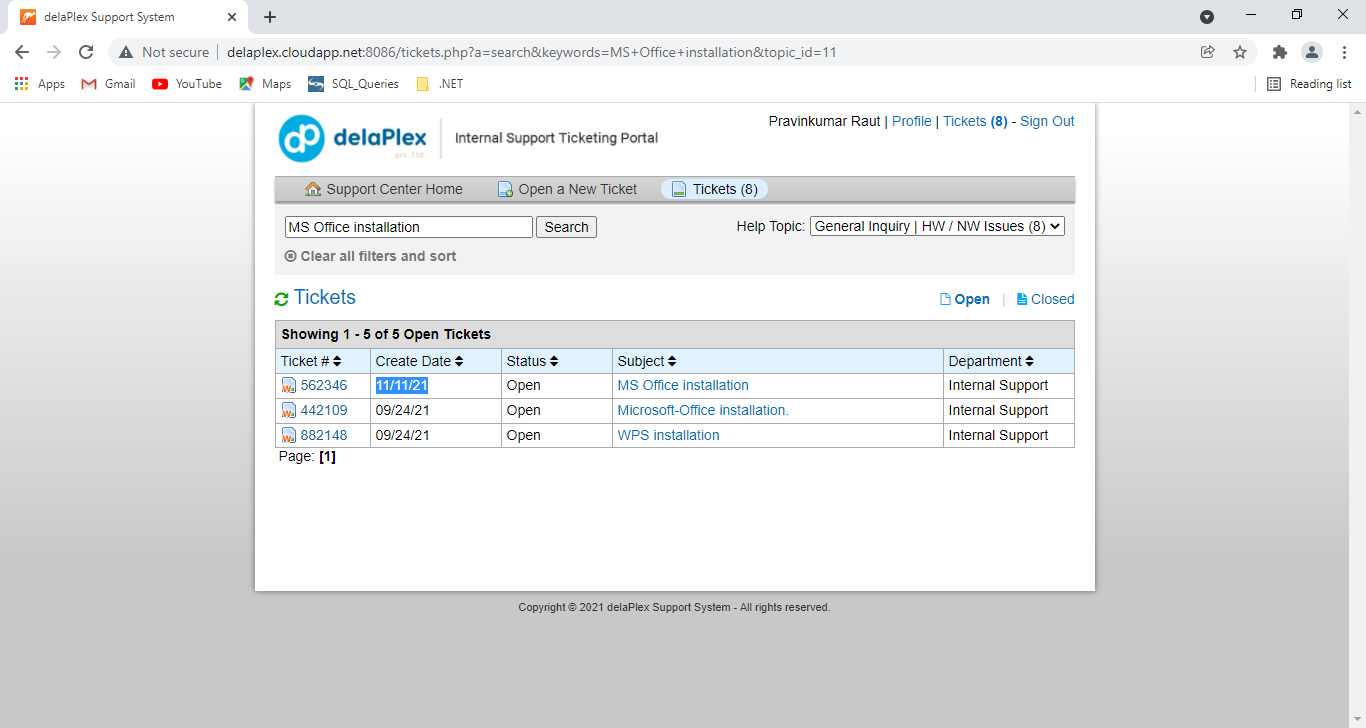 delaPlex Support System
Not secure delaplex.cloudapp.net:8086/tickets.php?a=search&keywords=MS+Office+installation&topic_id=11
Apps Gmail YouTube Maps SQL_Queries .NET Reading list
dp delaPlex pvt.ltd. Internal Support Ticketing Portal
Pravinkumar Raut | Profile | Tickets (8) - Sign Out
Support Center Home Open a New Ticket Tickets (8)
MS Office installation Search Help Topic: General Inquiry | HW / NW Issues (8)
Clear all filters and sort
Tickets Open | Closed
Showing 1 - 5 of 5 Open Tickets
Ticket # Create Date Status Subject Department
562346 11/11/21 Open MS Office installation Internal Support
442109 09/24/21 Open Microsoft-Office installation. Internal Support
882148 09/24/21 Open WPS installation Internal Support
Page: [1]
Copyright © 2021 delaPlex Support System - All rights reserved.